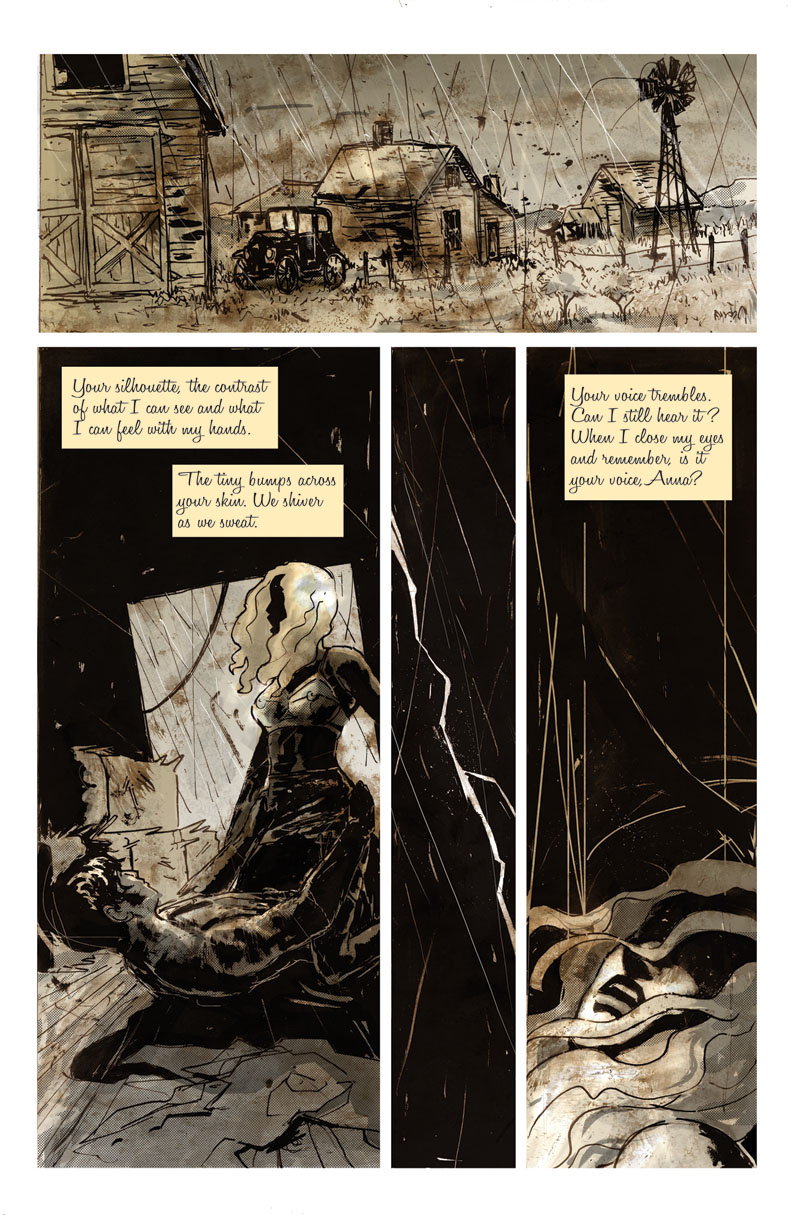 Your silhouette, the contrast
of what I can see and what
I can feel with my hands.
The tiny bumps across
your skin. We shiver
as we sweat.
Your voice trembles.
Can I still hear it?
When I close my eyes
and remember, is it
your voice, Anna?